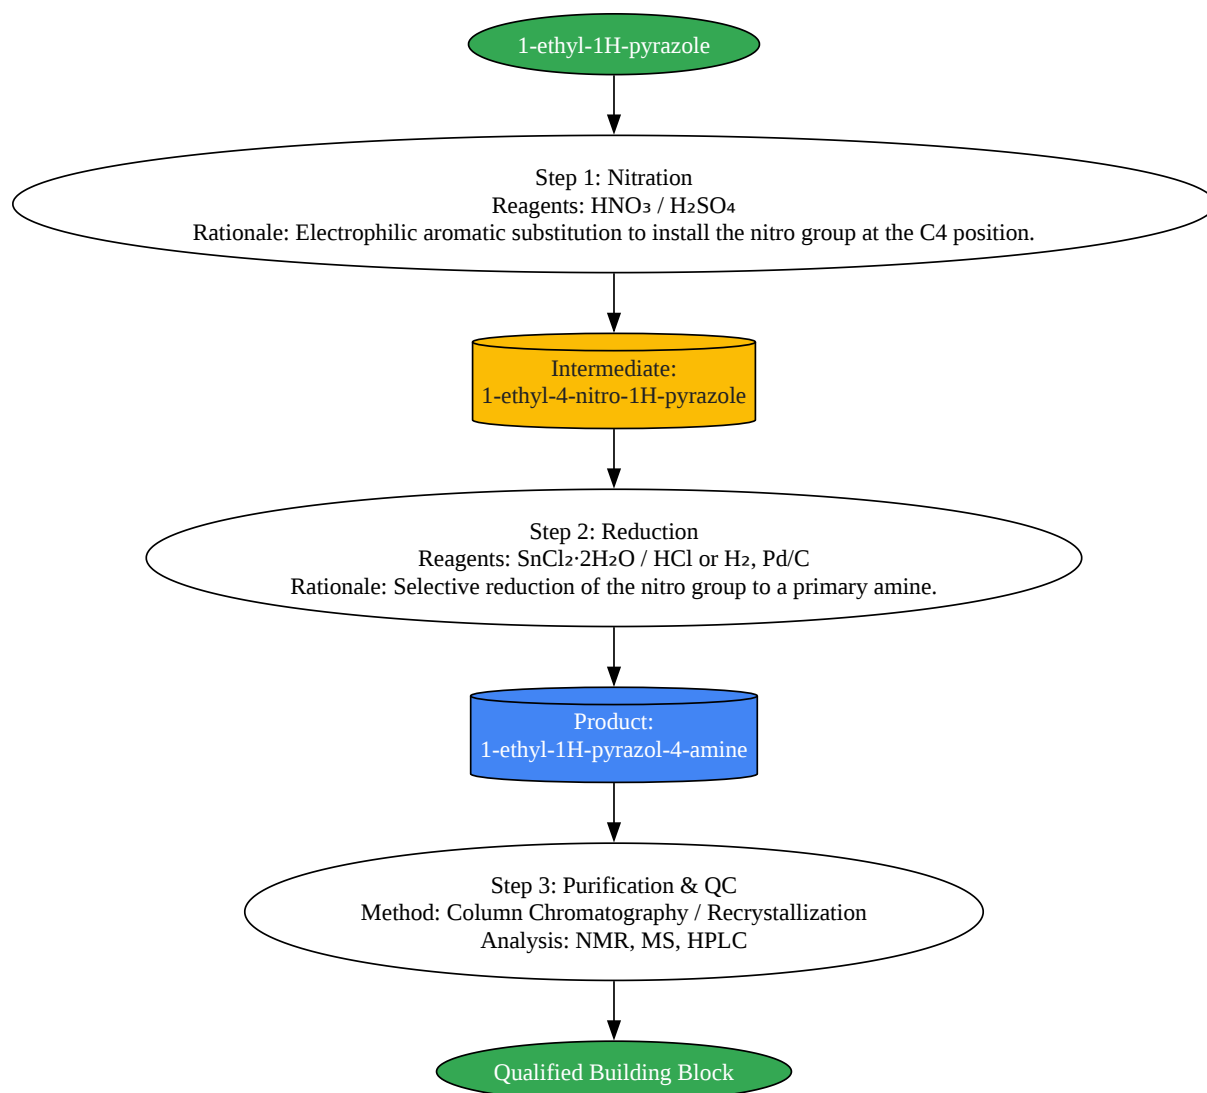 1-ethyl-1H-pyrazole
Step 1: Nitration
Reagents: HNO₃ / H₂SO₄
Rationale: Electrophilic aromatic substitution to install the nitro group at the C4 position.
Intermediate:
1-ethyl-4-nitro-1H-pyrazole
Step 2: Reduction
Reagents: SnCl₂·2H₂O / HCl or H₂, Pd/C
Rationale: Selective reduction of the nitro group to a primary amine.
Product:
1-ethyl-1H-pyrazol-4-amine
Step 3: Purification & QC
Method: Column Chromatography / Recrystallization
Analysis: NMR, MS, HPLC
Qualified Building Block